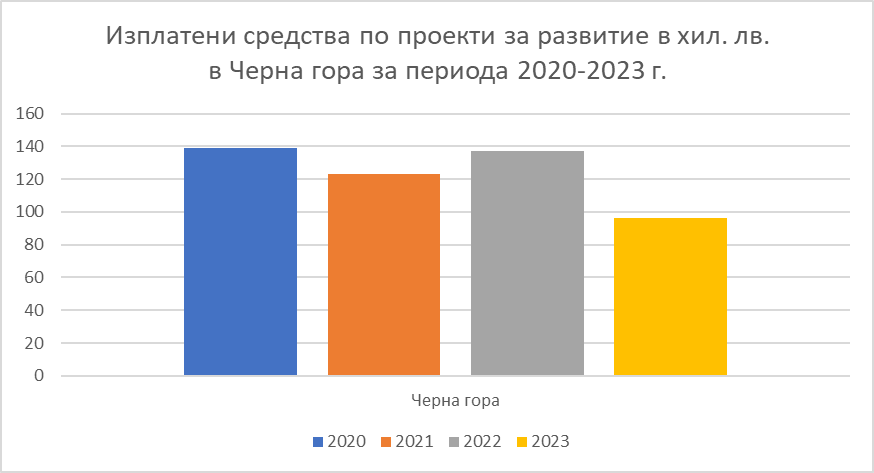 Изплатени средства по проекти за развитие в хил. лв.
в Черна гора за периода 2020-2023 г.
160
140
120
100
80
60
40
20
0
Черна гора
2020 2021 2022 2023